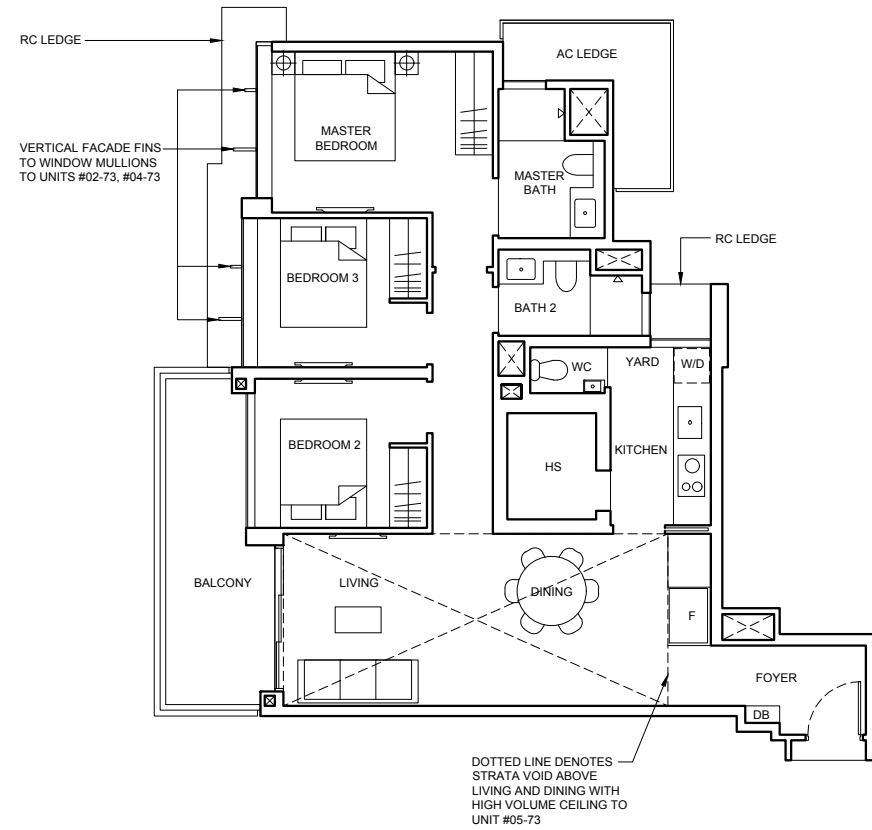 RC LEDGE
AC LEDGE
VERTICAL FACADE FINS
TO WINDOW MULLIONS
TO UNITS #02-73, #04-73
MASTER
BEDROOM
MASTER
BATH
RC LEDGE
BEDROOM 3
BATH 2
WC
YARD
W/D
BEDROOM 2
HS
KITCHEN
BALCONY
LIVING
DINING
F
FOYER
DB
DOTTED LINE DENOTES
STRATA VOID ABOVE
LIVING AND DINING WITH
HIGH VOLUME CEILING TO
UNIT #05-73